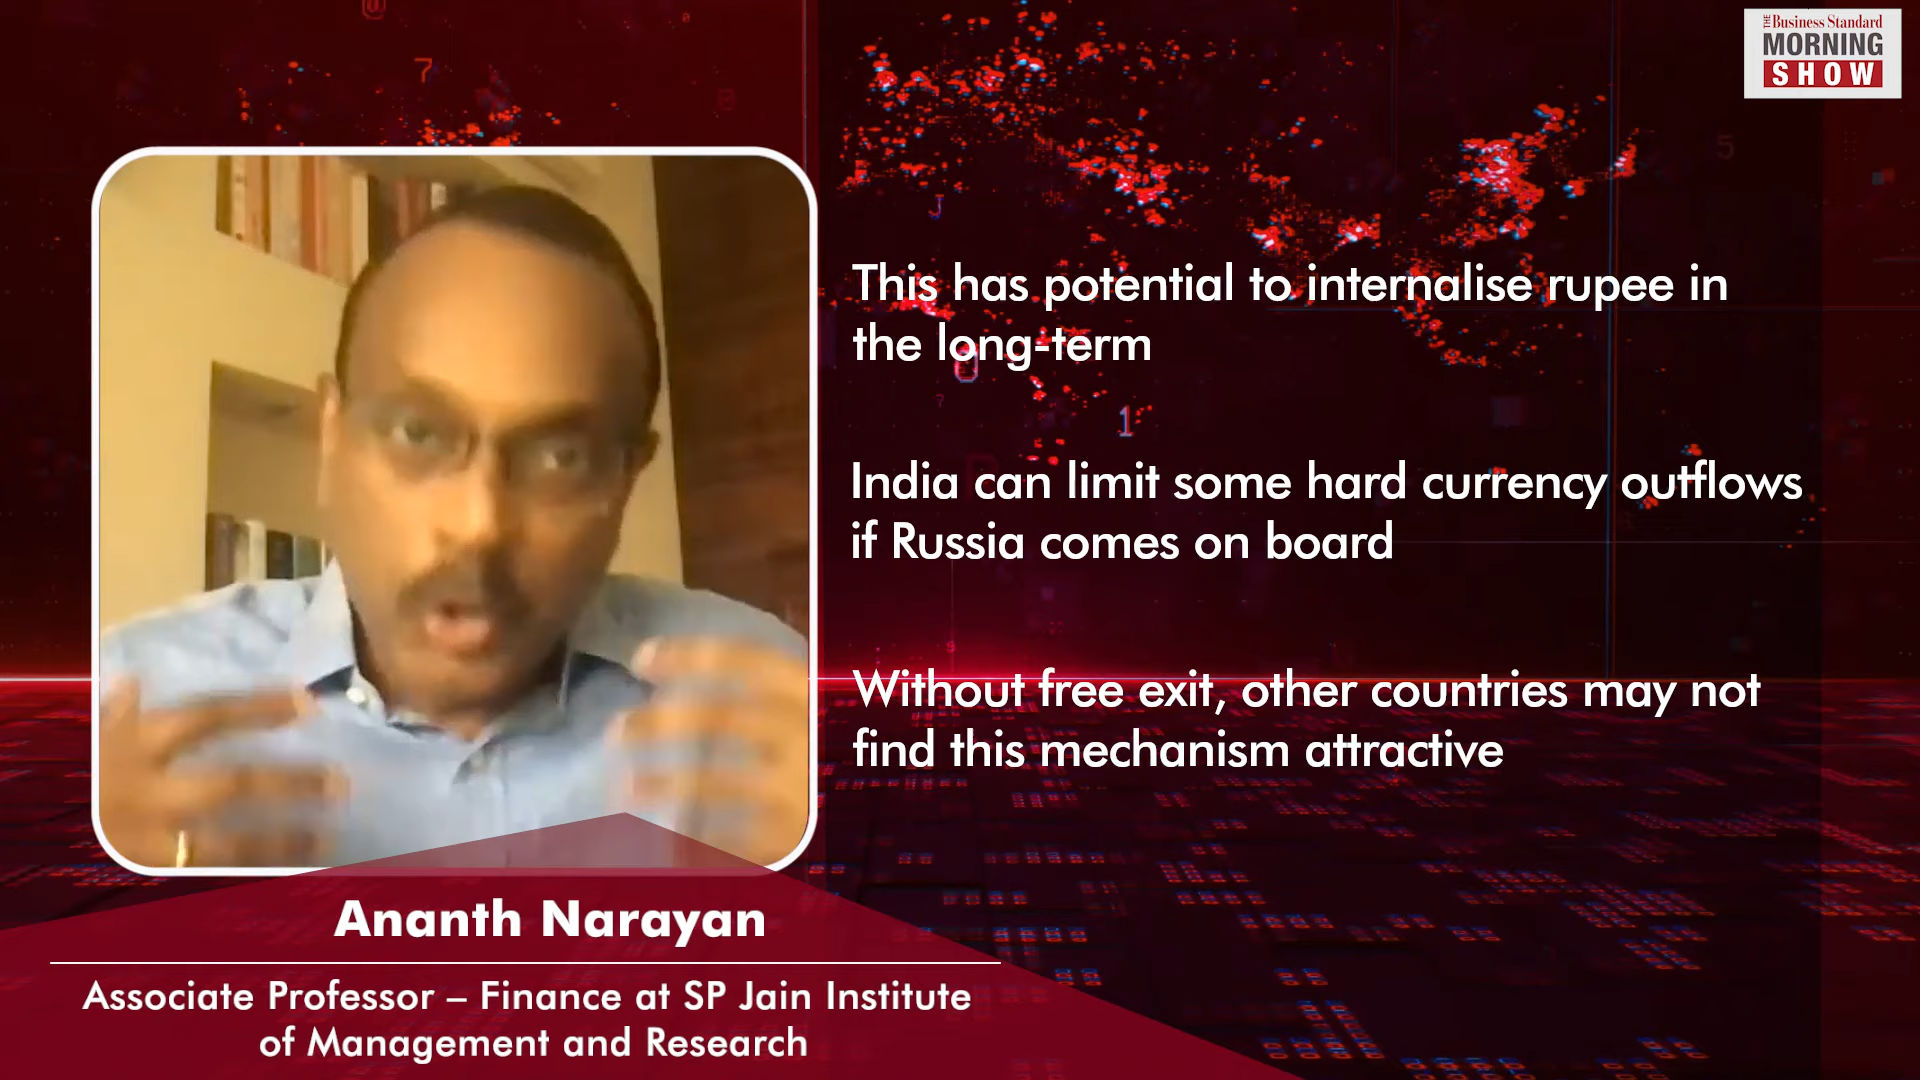 THE Business Standard
MORNING
SHOW
This has potential to internalise rupee in
the long-term
India can limit some hard currency outflows
if Russia comes on board
Without free exit, other countries may not
find this mechanism attractive
Ananth Narayan
Associate Professor – Finance at SP Jain Institute
of Management and Research